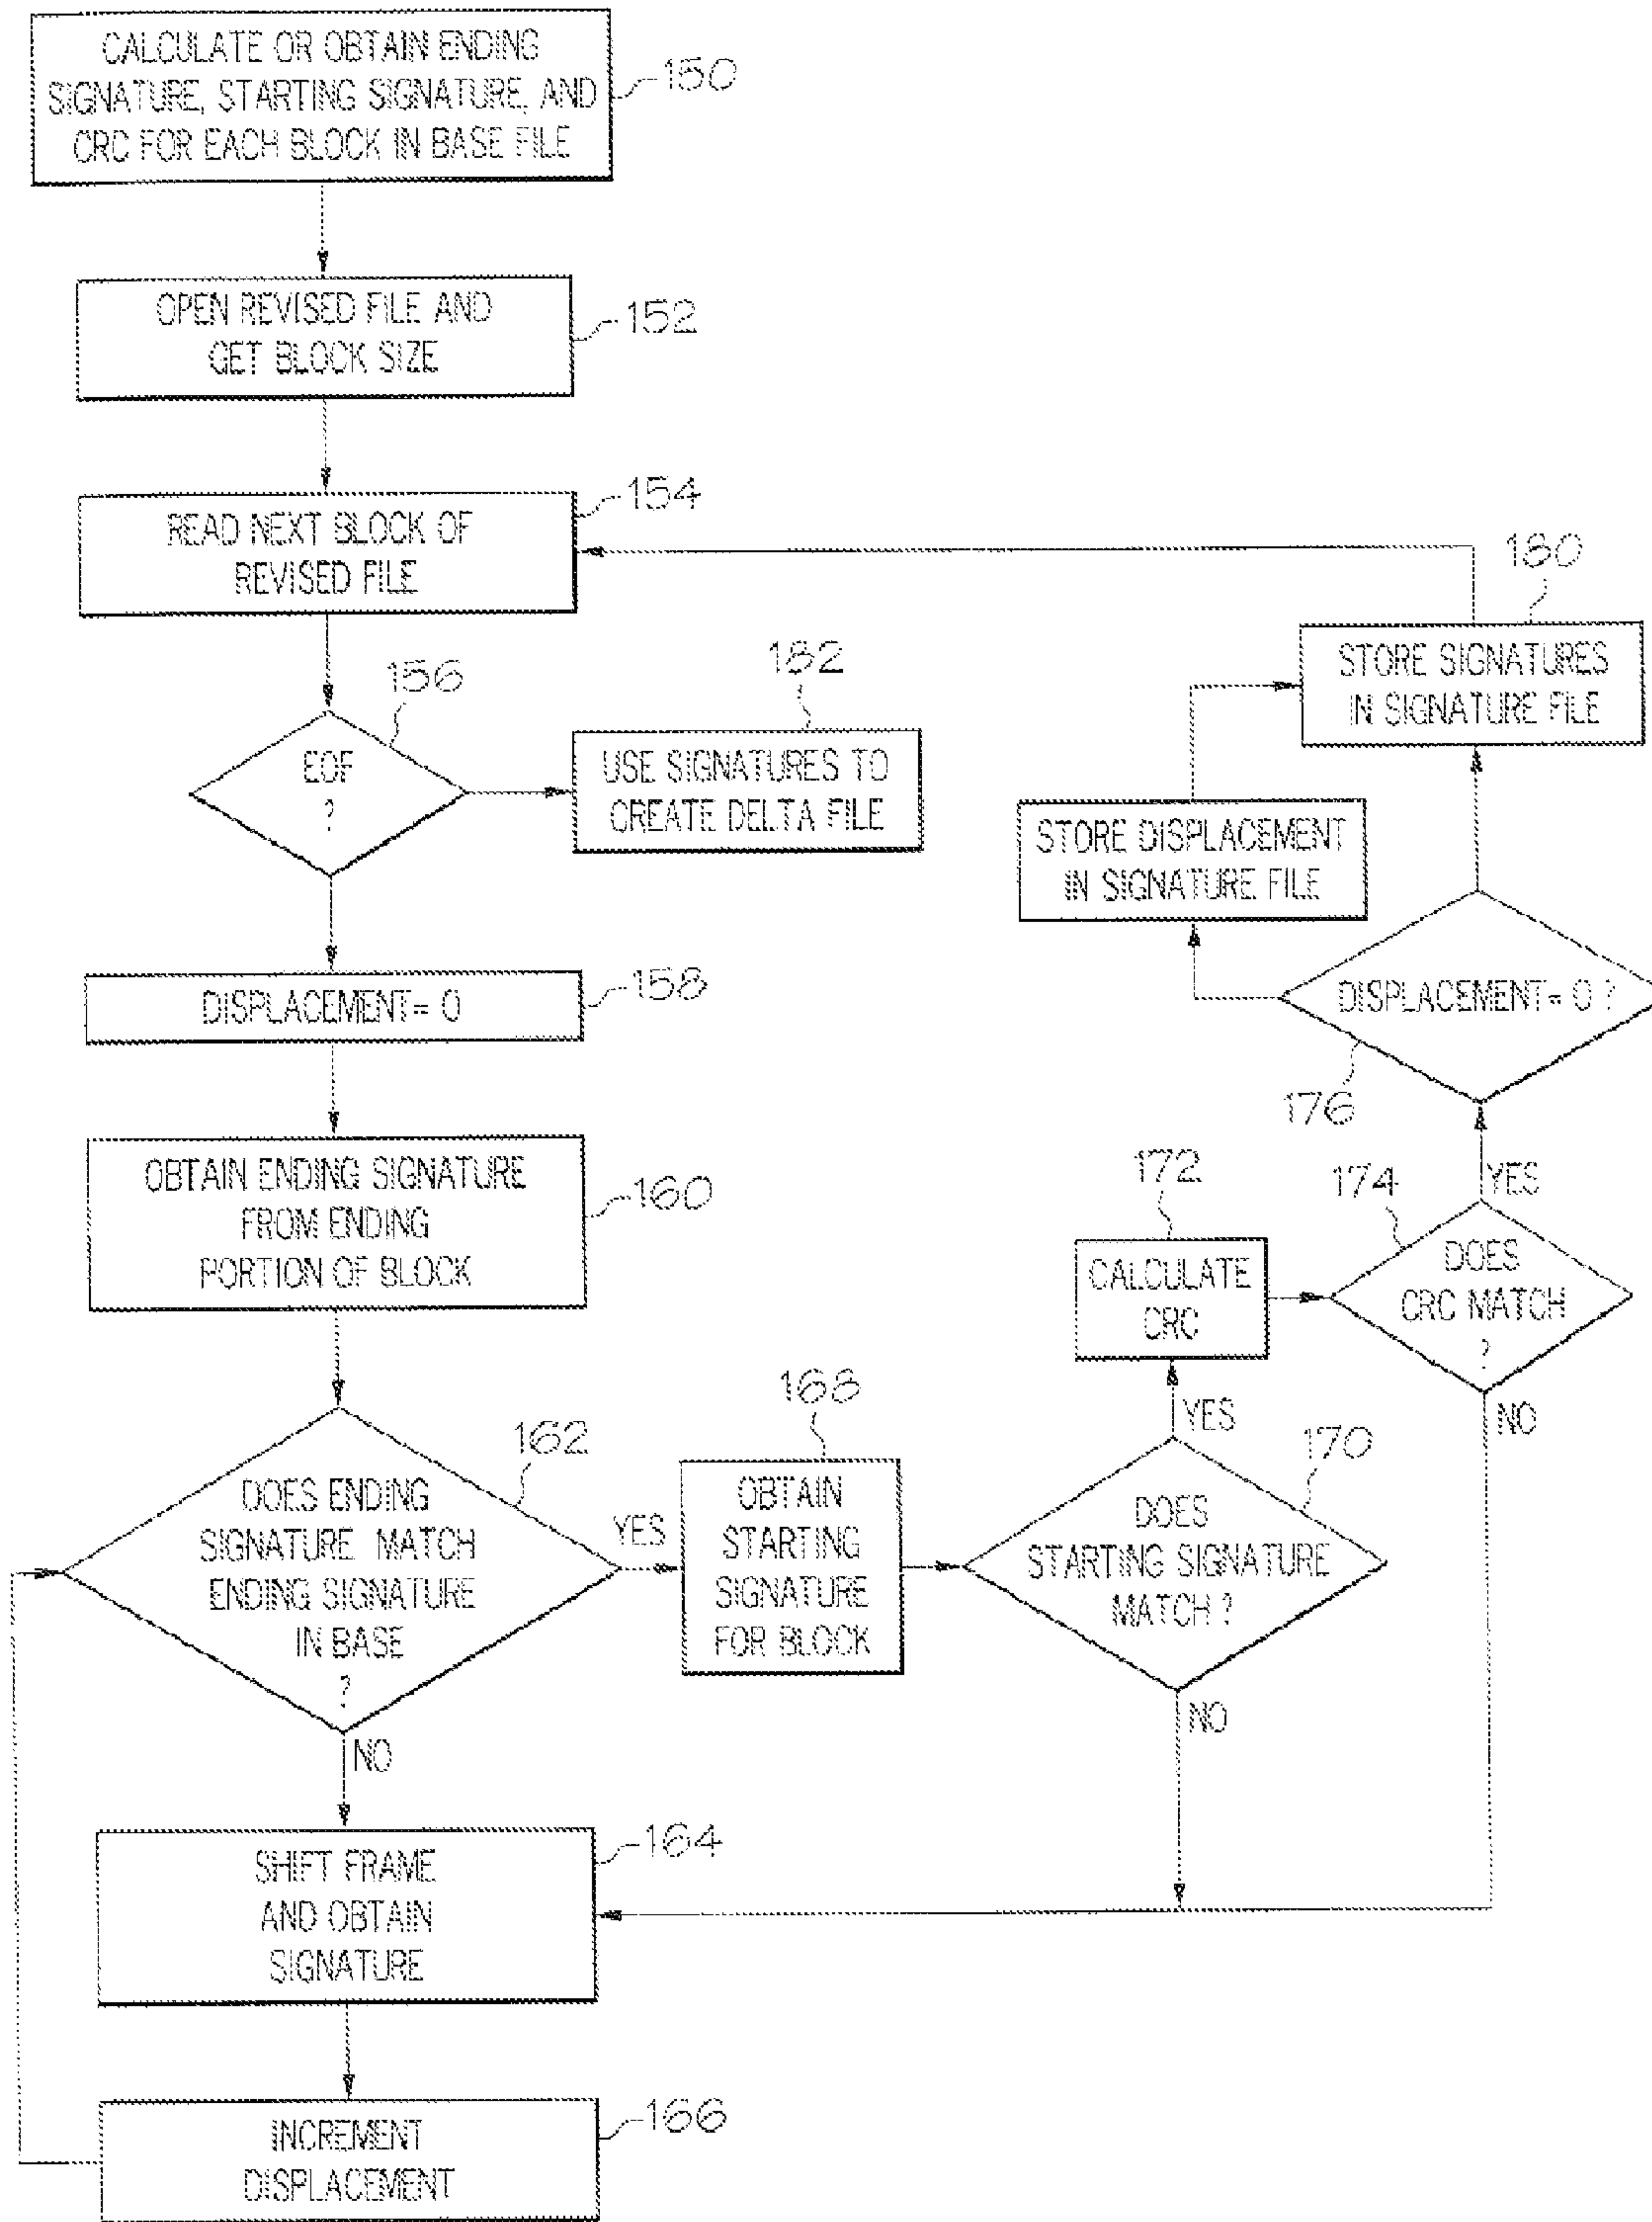 CALCULATE OR OBTAIN ENDING
SIGNATURE, STARTING SIGNATURE, AND
CRC FOR EACH BLOCK IN BASE FILE
150
OPEN REVISED FILE AND
GET BLOCK SIZE
152
READ NEXT BLOCK OF
REVISED FILE
154
EOF
?
156
USE SIGNATURES TO
CREATE DELTA FILE
182
DISPLACEMENT= 0
158
OBTAIN ENDING SIGNATURE
FROM ENDING
PORTION OF BLOCK
160
DOES ENDING
SIGNATURE MATCH
ENDING SIGNATURE
IN BASE
?
162
YES
NO
SHIFT FRAME
AND OBTAIN
SIGNATURE
164
INCREMENT
DISPLACEMENT
166
OBTAIN
STARTING
SIGNATURE
FOR BLOCK
168
DOES
STARTING SIGNATURE
MATCH ?
170
YES
NO
CALCULATE
CRC
172
DOES
CRC MATCH
?
174
YES
NO
DISPLACEMENT= 0 ?
176
STORE DISPLACEMENT
IN SIGNATURE FILE
STORE SIGNATURES
IN SIGNATURE FILE
180